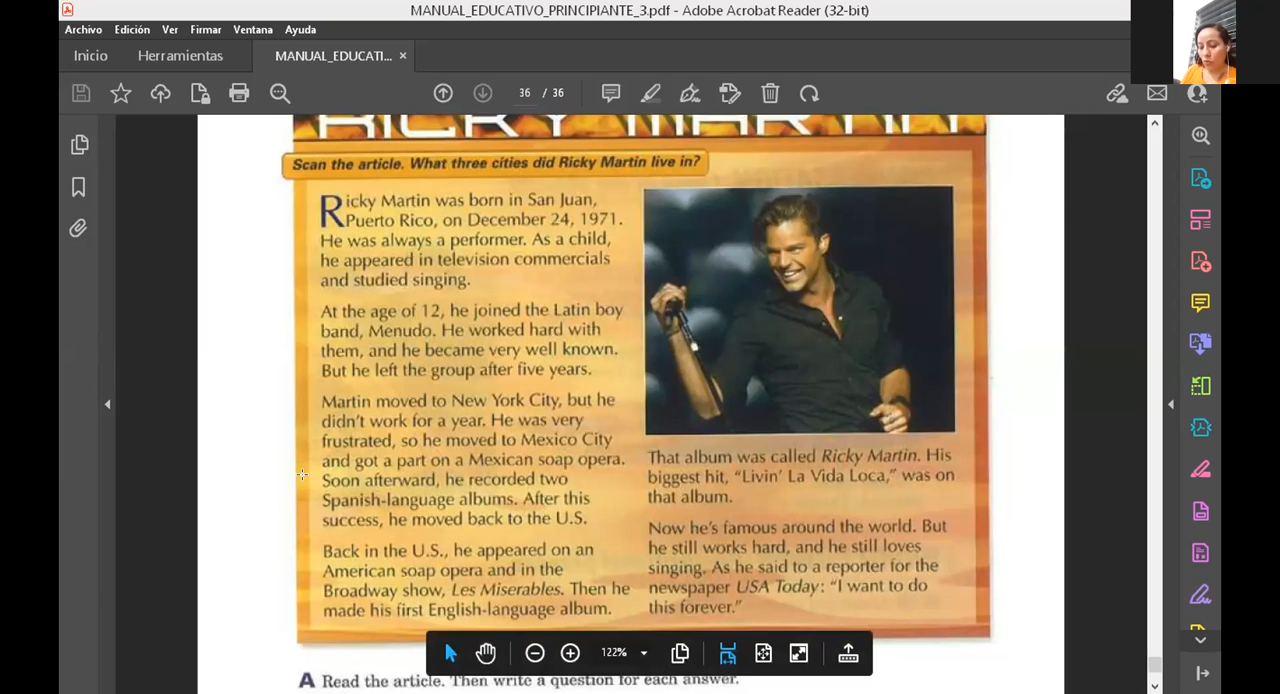 MANUAL_EDUCATIVO_PRINCIPIANTE_3.pdf - Adobe Acrobat Reader (32-bit)
Archivo Edición Ver Firmar Ventana Ayuda
Inicio Herramientas MANUAL_EDUCATI... ×
36 / 36
RICKY MARTIN
Scan the article. What three cities did Ricky Martin live in?
Ricky Martin was born in San Juan,
Puerto Rico, on December 24, 1971.
He was always a performer. As a child,
he appeared in television commercials
and studied singing.
At the age of 12, he joined the Latin boy
band, Menudo. He worked hard with
them, and he became very well known.
But he left the group after five years.
Martin moved to New York City, but he
didn't work for a year. He was very
frustrated, so he moved to Mexico City
and got a part on a Mexican soap opera.
Soon afterward, he recorded two
Spanish-language albums. After this
success, he moved back to the U.S.
Back in the U.S., he appeared on an
American soap opera and in the
Broadway show, Les Miserables. Then he
made his first English-language album.
That album was called Ricky Martin. His
biggest hit, "Livin' La Vida Loca," was on
that album.
Now he's famous around the world. But
he still works hard, and he still loves
singing. As he said to a reporter for the
newspaper USA Today: "I want to do
this forever."
122%
A Read the article. Then write a question for each answer.